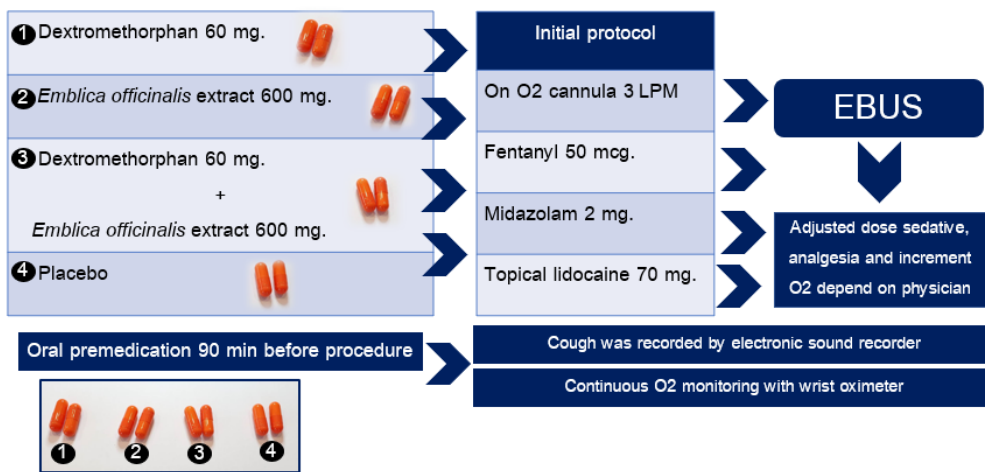 1 Dextromethorphan 60 mg.
2 Emblica officinalis extract 600 mg.
3 Dextromethorphan 60 mg.
+
Emblica officinalis extract 600 mg.
4 Placebo
Initial protocol
On O2 cannula 3 LPM
Fentanyl 50 mcg.
Midazolam 2 mg.
Topical lidocaine 70 mg.
EBUS
Adjusted dose sedative,
analgesia and increment
O2 depend on physician
Oral premedication 90 min before procedure
Cough was recorded by electronic sound recorder
Continuous O2 monitoring with wrist oximeter
1 2 3 4